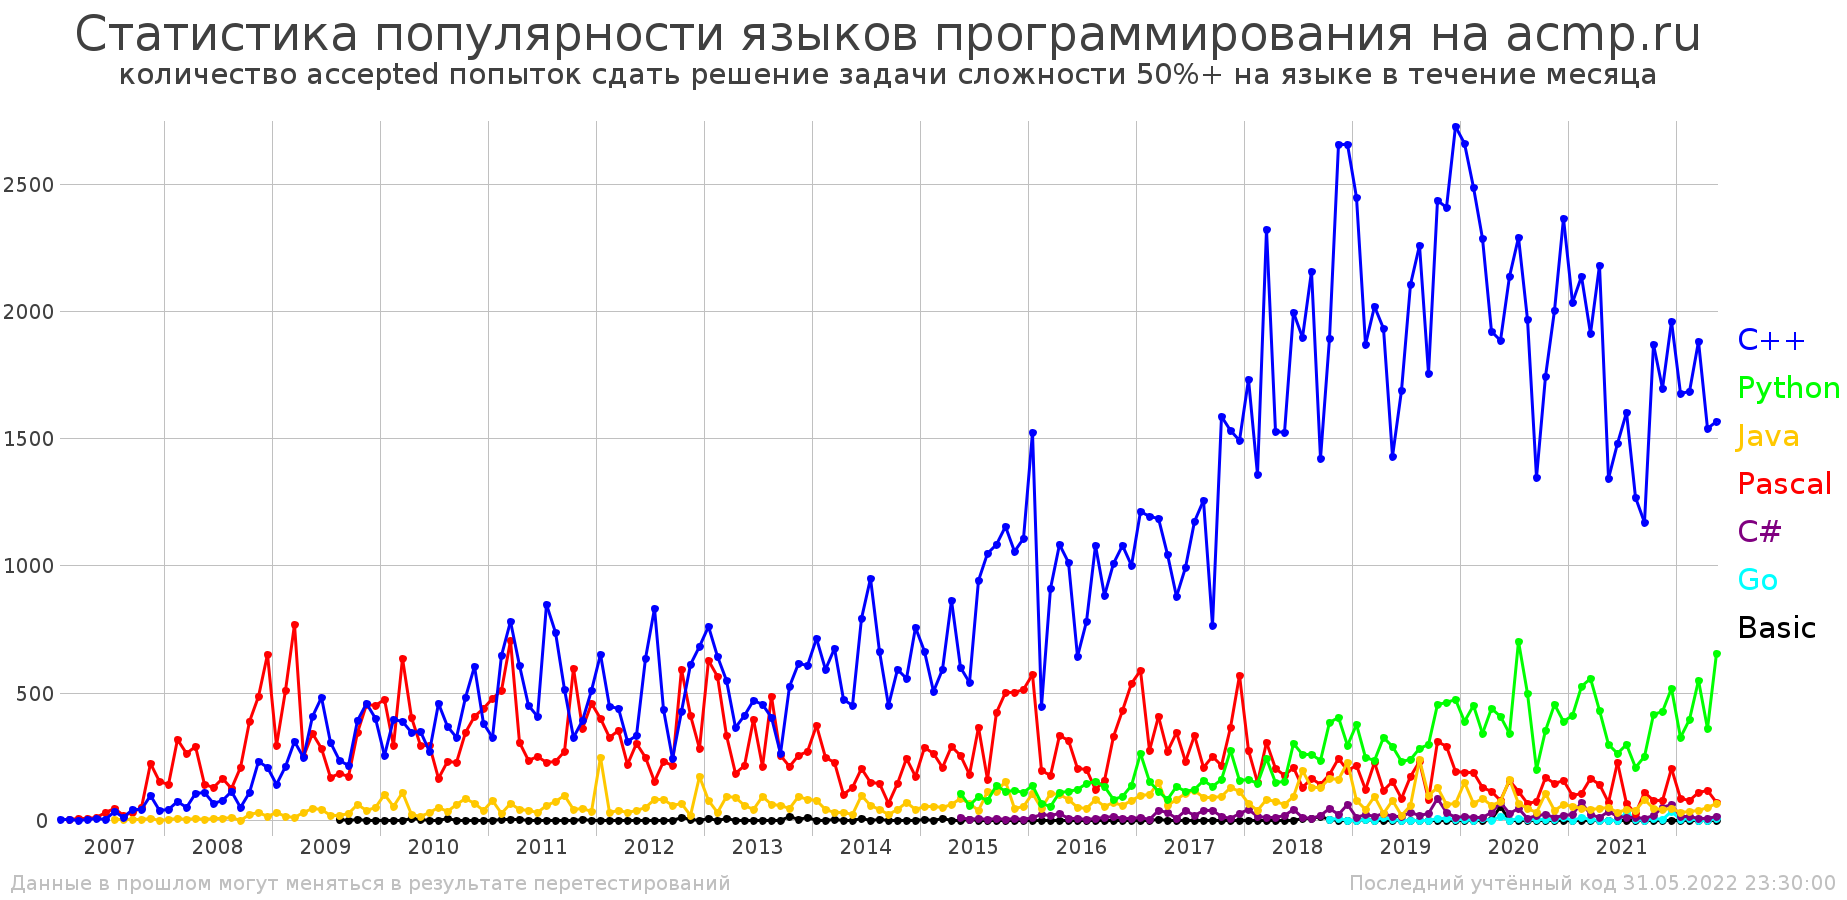 Статистика популярности языков программирования на acmp.ru
количество accepted попыток сдать решение задачи сложности 50%+ на языке в течение месяца
2500
2000
1500
1000
500
0
C++
Python
Java
Pascal
C#
Go
Basic
2007 2008 2009 2010 2011 2012 2013 2014 2015 2016 2017 2018 2019 2020 2021
Данные в прошлом могут меняться в результате перетестирований
Последний учтённый код 31.05.2022 23:30:00